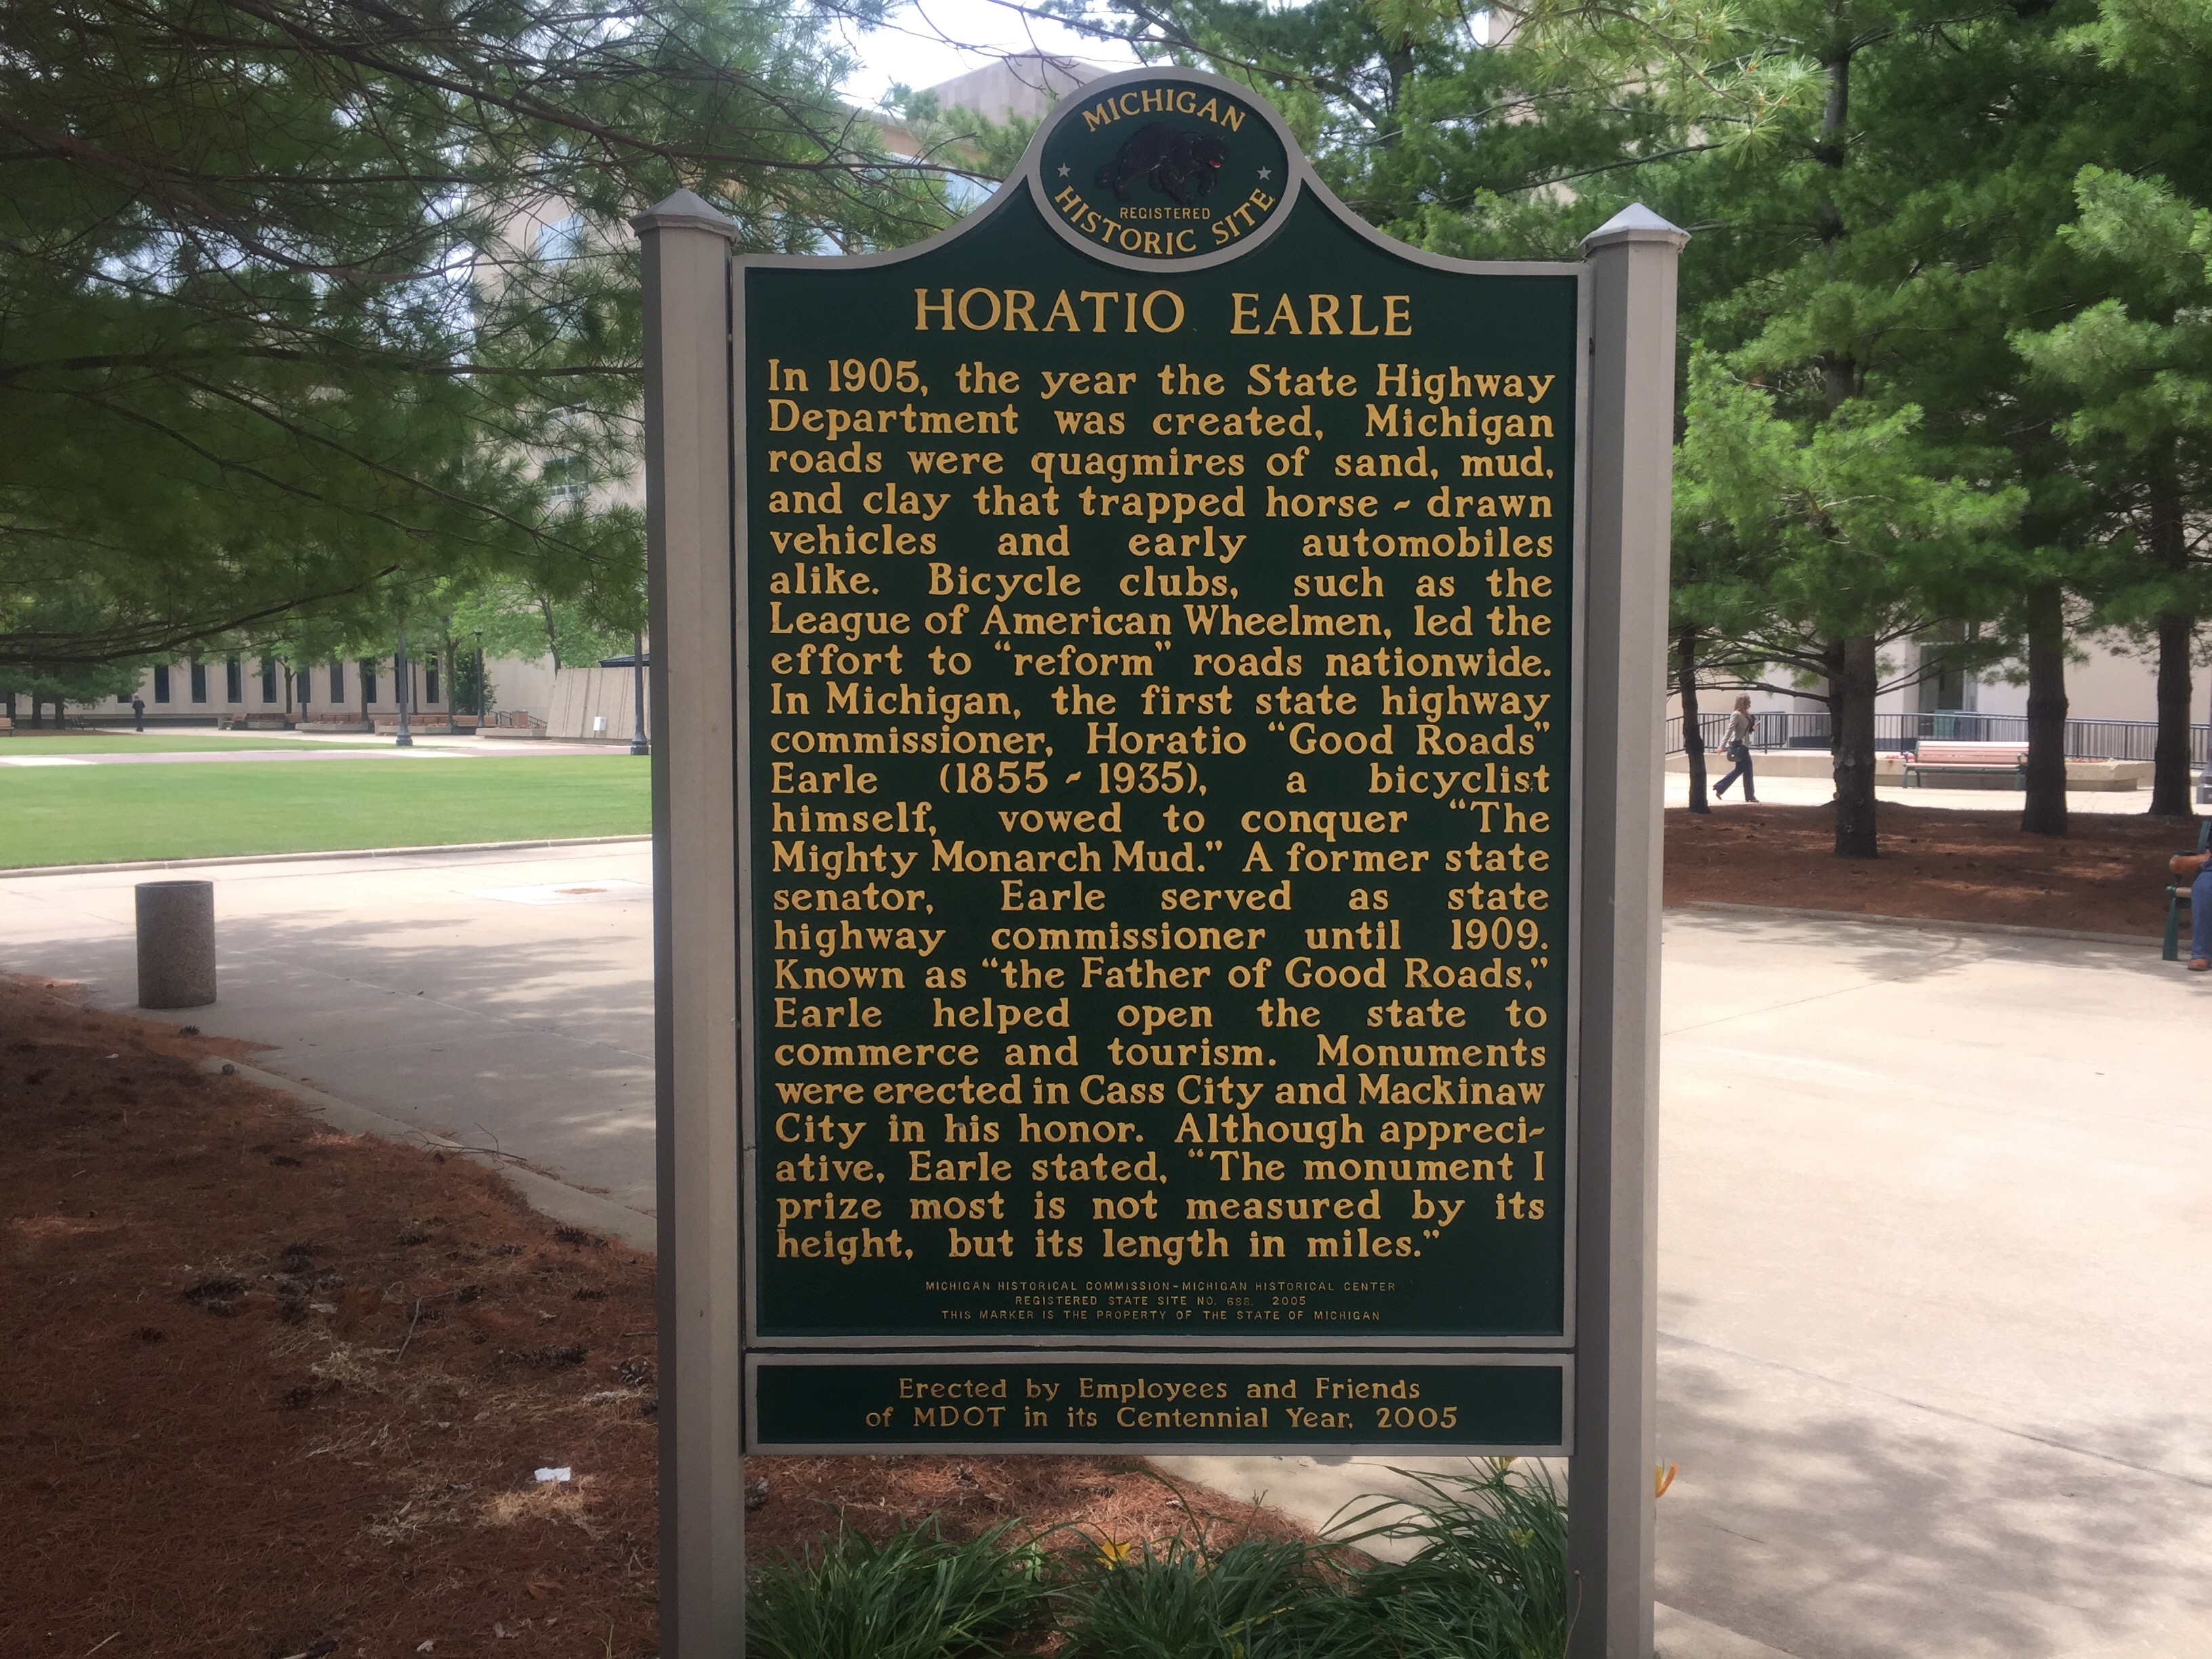 MICHIGAN
REGISTERED
HISTORIC SITE
HORATIO EARLE
In 1905, the year the State Highway
Department was created, Michigan
roads were quagmires of sand, mud,
and clay that trapped horse - drawn
vehicles and early automobiles
alike. Bicycle clubs, such as the
League of American Wheelmen, led the
effort to “reform” roads nationwide.
In Michigan, the first state highway
commissioner, Horatio “Good Roads”
Earle (1855 - 1935), a bicyclist
himself, vowed to conquer “The
Mighty Monarch Mud.” A former state
senator, Earle served as state
highway commissioner until 1909.
Known as “the Father of Good Roads,”
Earle helped open the state to
commerce and tourism. Monuments
were erected in Cass City and Mackinaw
City in his honor. Although appreci-
ative, Earle stated, “The monument I
prize most is not measured by its
height, but its length in miles.”
MICHIGAN HISTORICAL COMMISSION-MICHIGAN HISTORICAL CENTER
REGISTERED STATE SITE NO. 688, 2005
THIS MARKER IS THE PROPERTY OF THE STATE OF MICHIGAN
Erected by Employees and Friends
of MDOT in its Centennial Year, 2005